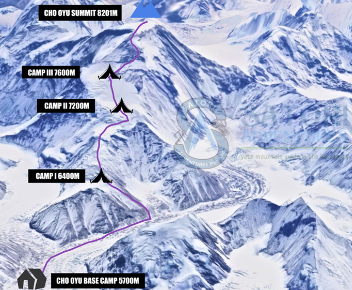 CHO OYU SUMMIT 8201M
CAMP III 7600M
CAMP II 7200M
CAMP I 6400M
CHO OYU BASE CAMP 5700M